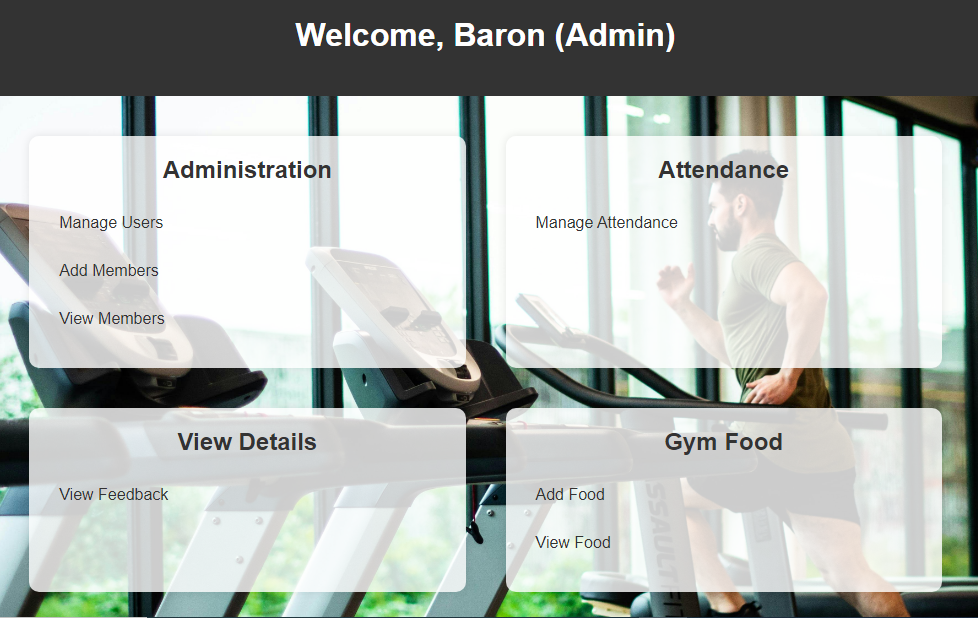 Welcome, Baron (Admin)
Administration
Manage Users
Add Members
View Members
Attendance
Manage Attendance
View Details
View Feedback
Gym Food
Add Food
View Food